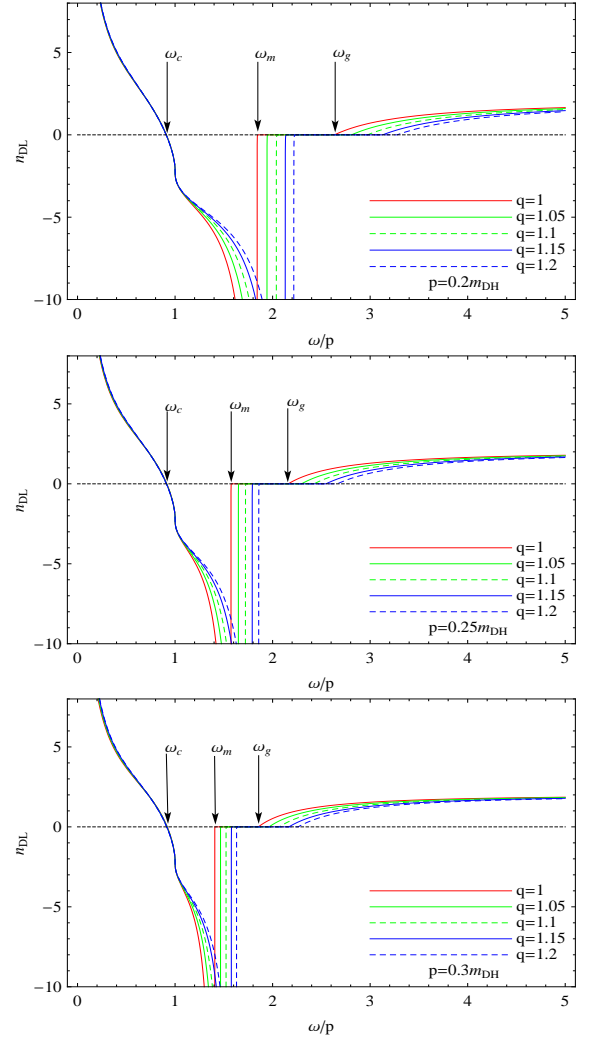 ω_c ω_m ω_g
5
0
−5
−10
n_DL
q=1
q=1.05
q=1.1
q=1.15
q=1.2
p=0.2m_DH
0 1 2 3 4 5
ω/p
ω_c ω_m ω_g
5
0
−5
−10
n_DL
q=1
q=1.05
q=1.1
q=1.15
q=1.2
p=0.25m_DH
0 1 2 3 4 5
ω/p
ω_c ω_m ω_g
5
0
−5
−10
n_DL
q=1
q=1.05
q=1.1
q=1.15
q=1.2
p=0.3m_DH
0 1 2 3 4 5
ω/p